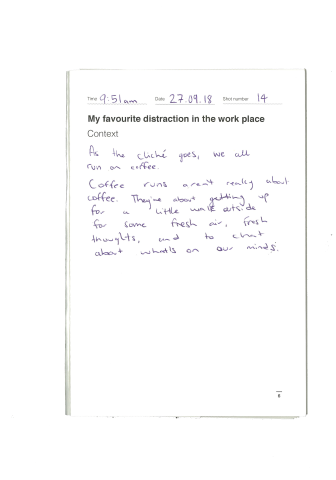 Time 9:51am Date 27.09.18 Shot number 14
My favourite distraction in the work place
Context
As the cliché goes, we all
run on coffee.
Coffee runs aren't really about
coffee. They're about getting up
for a little walk outside
for some fresh air, fresh
thoughts, and to chat
about what's on our minds.